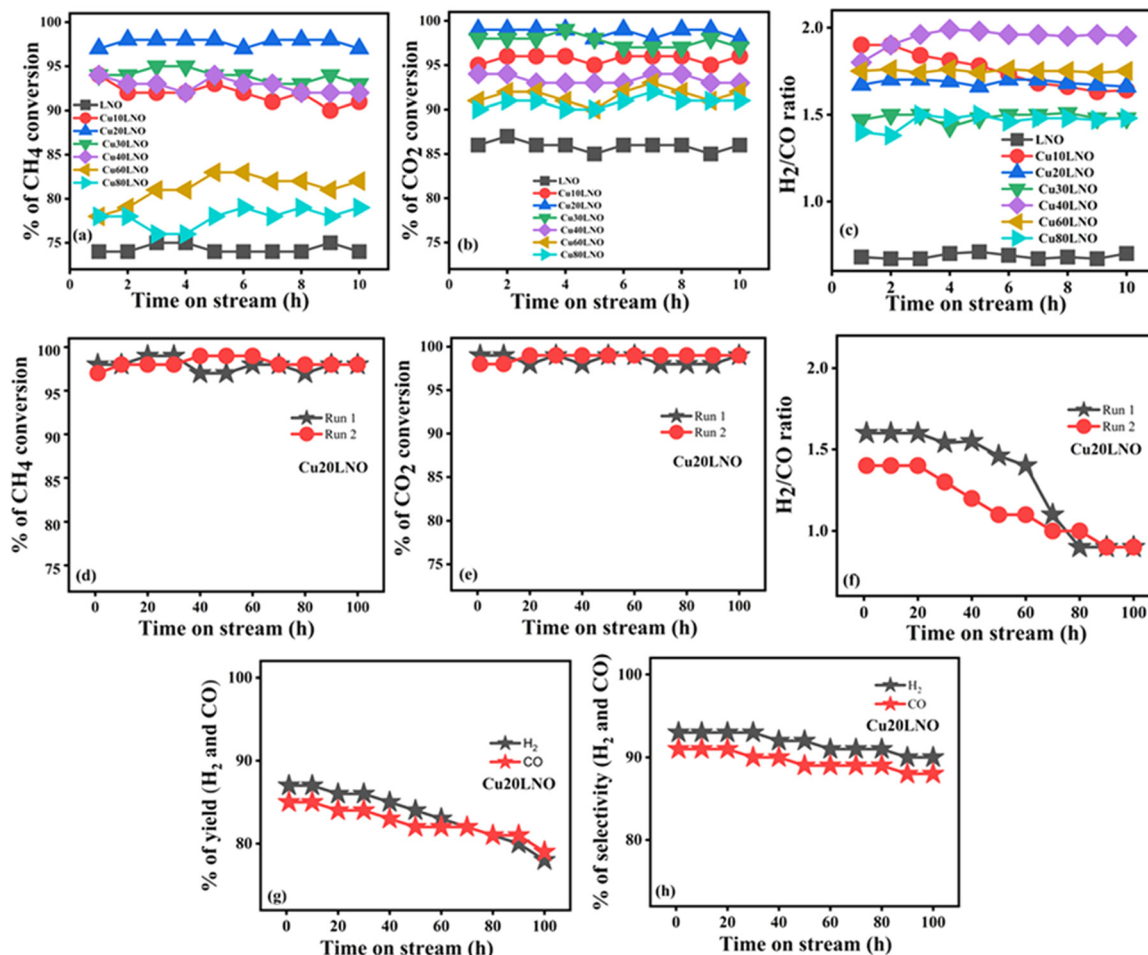 % of CH4 conversion
100
95
90
85
80
75
LNO
Cu10LNO
Cu20LNO
Cu30LNO
Cu40LNO
Cu60LNO
Cu80LNO
(a)
0 2 4 6 8 10
Time on stream (h)
% of CO2 conversion
100
95
90
85
80
75
LNO
Cu10LNO
Cu20LNO
Cu30LNO
Cu40LNO
Cu60LNO
Cu80LNO
(b)
0 2 4 6 8 10
Time on stream (h)
H2/CO ratio
2.0
1.5
1.0
LNO
Cu10LNO
Cu20LNO
Cu30LNO
Cu40LNO
Cu60LNO
Cu80LNO
(c)
0 2 4 6 8 10
Time on stream (h)
% of CH4 conversion
100
95
90
85
80
75
Run 1
Run 2
Cu20LNO
(d)
0 20 40 60 80 100
Time on stream (h)
% of CO2 conversion
100
95
90
85
80
75
Run 1
Run 2
Cu20LNO
(e)
0 20 40 60 80 100
Time on stream (h)
H2/CO ratio
2.0
1.5
1.0
Run 1
Run 2
Cu20LNO
(f)
0 20 40 60 80 100
Time on stream (h)
% of yield (H2 and CO)
100
90
80
H2
CO
Cu20LNO
(g)
0 20 40 60 80 100
Time on stream (h)
% of selectivity (H2 and CO)
100
90
80
H2
CO
Cu20LNO
(h)
0 20 40 60 80 100
Time on stream (h)